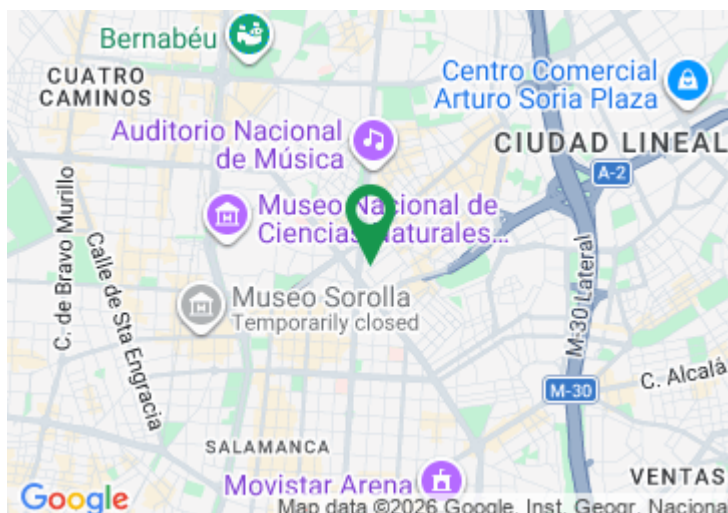 Bernabéu
CUATRO
CAMINOS
Centro Comercial
Arturo Soria Plaza
Auditorio Nacional
de Música
CIUDAD LINEAL
A-2
Museo Nacional de
Ciencias Naturales...
C. de Bravo Murillo
Calle de Sta Engracia
Museo Sorolla
Temporarily closed
M-30 Lateral
C. Alcalá
M-30
SALAMANCA
Movistar Arena
VENTAS
Google
Map data ©2026 Google, Inst. Geogr. Naciona